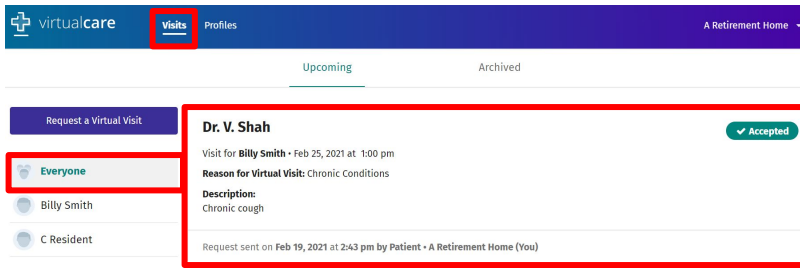 virtualcare Visits Profiles A Retirement Home
Upcoming Archived
Request a Virtual Visit
Everyone
Billy Smith
C Resident
Dr. V. Shah
Accepted
Visit for Billy Smith • Feb 25, 2021 at 1:00 pm
Reason for Virtual Visit: Chronic Conditions
Description:
Chronic cough
Request sent on Feb 19, 2021 at 2:43 pm by Patient • A Retirement Home (You)